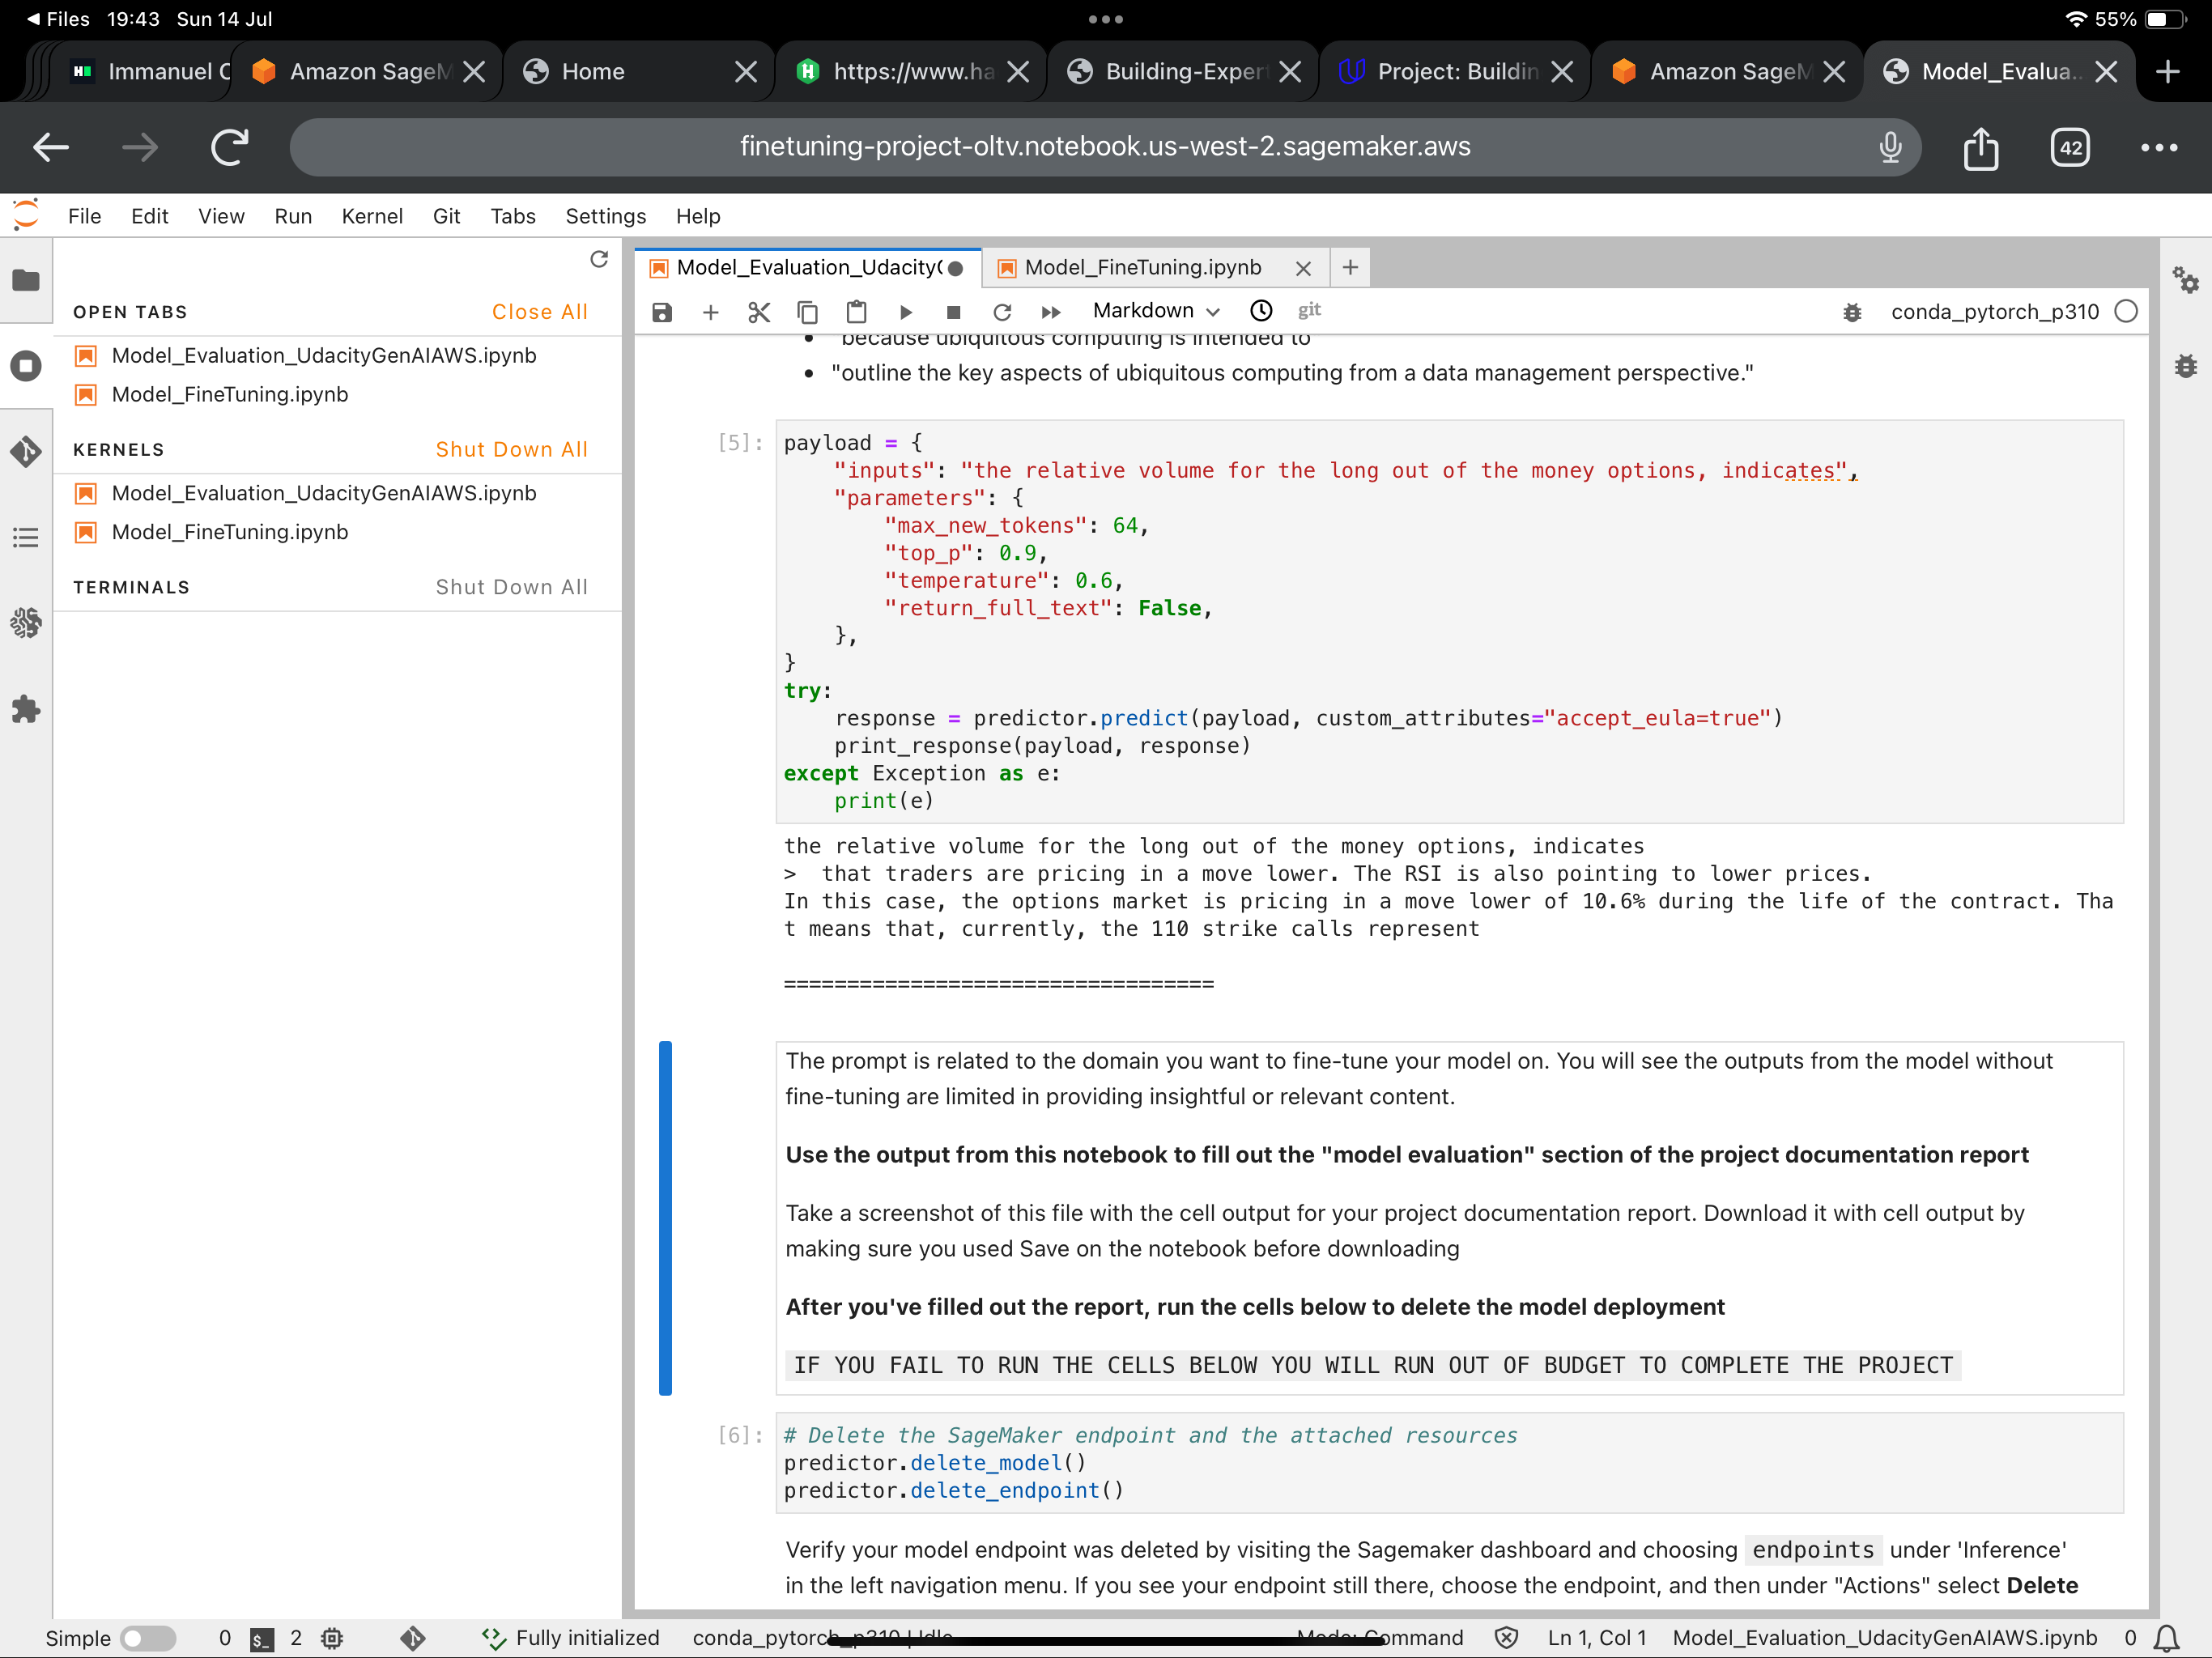 Files 19:43 Sun 14 Jul
55%
Immanuel C
Amazon SageM
Home
https://www.ha
Building-Exper
Project: Buildin
Amazon SageM
Model_Evalua..
finetuning-project-oltv.notebook.us-west-2.sagemaker.aws
42
File Edit View Run Kernel Git Tabs Settings Help
OPEN TABS Close All
Model_Evaluation_UdacityGenAIAWS.ipynb
Model_FineTuning.ipynb
KERNELS Shut Down All
Model_Evaluation_UdacityGenAIAWS.ipynb
Model_FineTuning.ipynb
TERMINALS Shut Down All
Model_Evaluation_Udacity Model_FineTuning.ipynb
Markdown git conda_pytorch_p310
"because ubiquitous computing is intended to
"outline the key aspects of ubiquitous computing from a data management perspective."
[5]: payload = {
"inputs": "the relative volume for the long out of the money options, indicates",
"parameters": {
"max_new_tokens": 64,
"top_p": 0.9,
"temperature": 0.6,
"return_full_text": False,
},
}
try:
response = predictor.predict(payload, custom_attributes="accept_eula=true")
print_response(payload, response)
except Exception as e:
print(e)
the relative volume for the long out of the money options, indicates
> that traders are pricing in a move lower. The RSI is also pointing to lower prices.
In this case, the options market is pricing in a move lower of 10.6% during the life of the contract. Tha
t means that, currently, the 110 strike calls represent
==================================
The prompt is related to the domain you want to fine-tune your model on. You will see the outputs from the model without
fine-tuning are limited in providing insightful or relevant content.
Use the output from this notebook to fill out the "model evaluation" section of the project documentation report
Take a screenshot of this file with the cell output for your project documentation report. Download it with cell output by
making sure you used Save on the notebook before downloading
After you've filled out the report, run the cells below to delete the model deployment
IF YOU FAIL TO RUN THE CELLS BELOW YOU WILL RUN OUT OF BUDGET TO COMPLETE THE PROJECT
[6]: # Delete the SageMaker endpoint and the attached resources
predictor.delete_model()
predictor.delete_endpoint()
Verify your model endpoint was deleted by visiting the Sagemaker dashboard and choosing endpoints under 'Inference'
in the left navigation menu. If you see your endpoint still there, choose the endpoint, and then under "Actions" select Delete
Simple 0 2 Fully initialized conda_pytorch_p310 | Idle Mode: Command Ln 1, Col 1 Model_Evaluation_UdacityGenAIAWS.ipynb 0